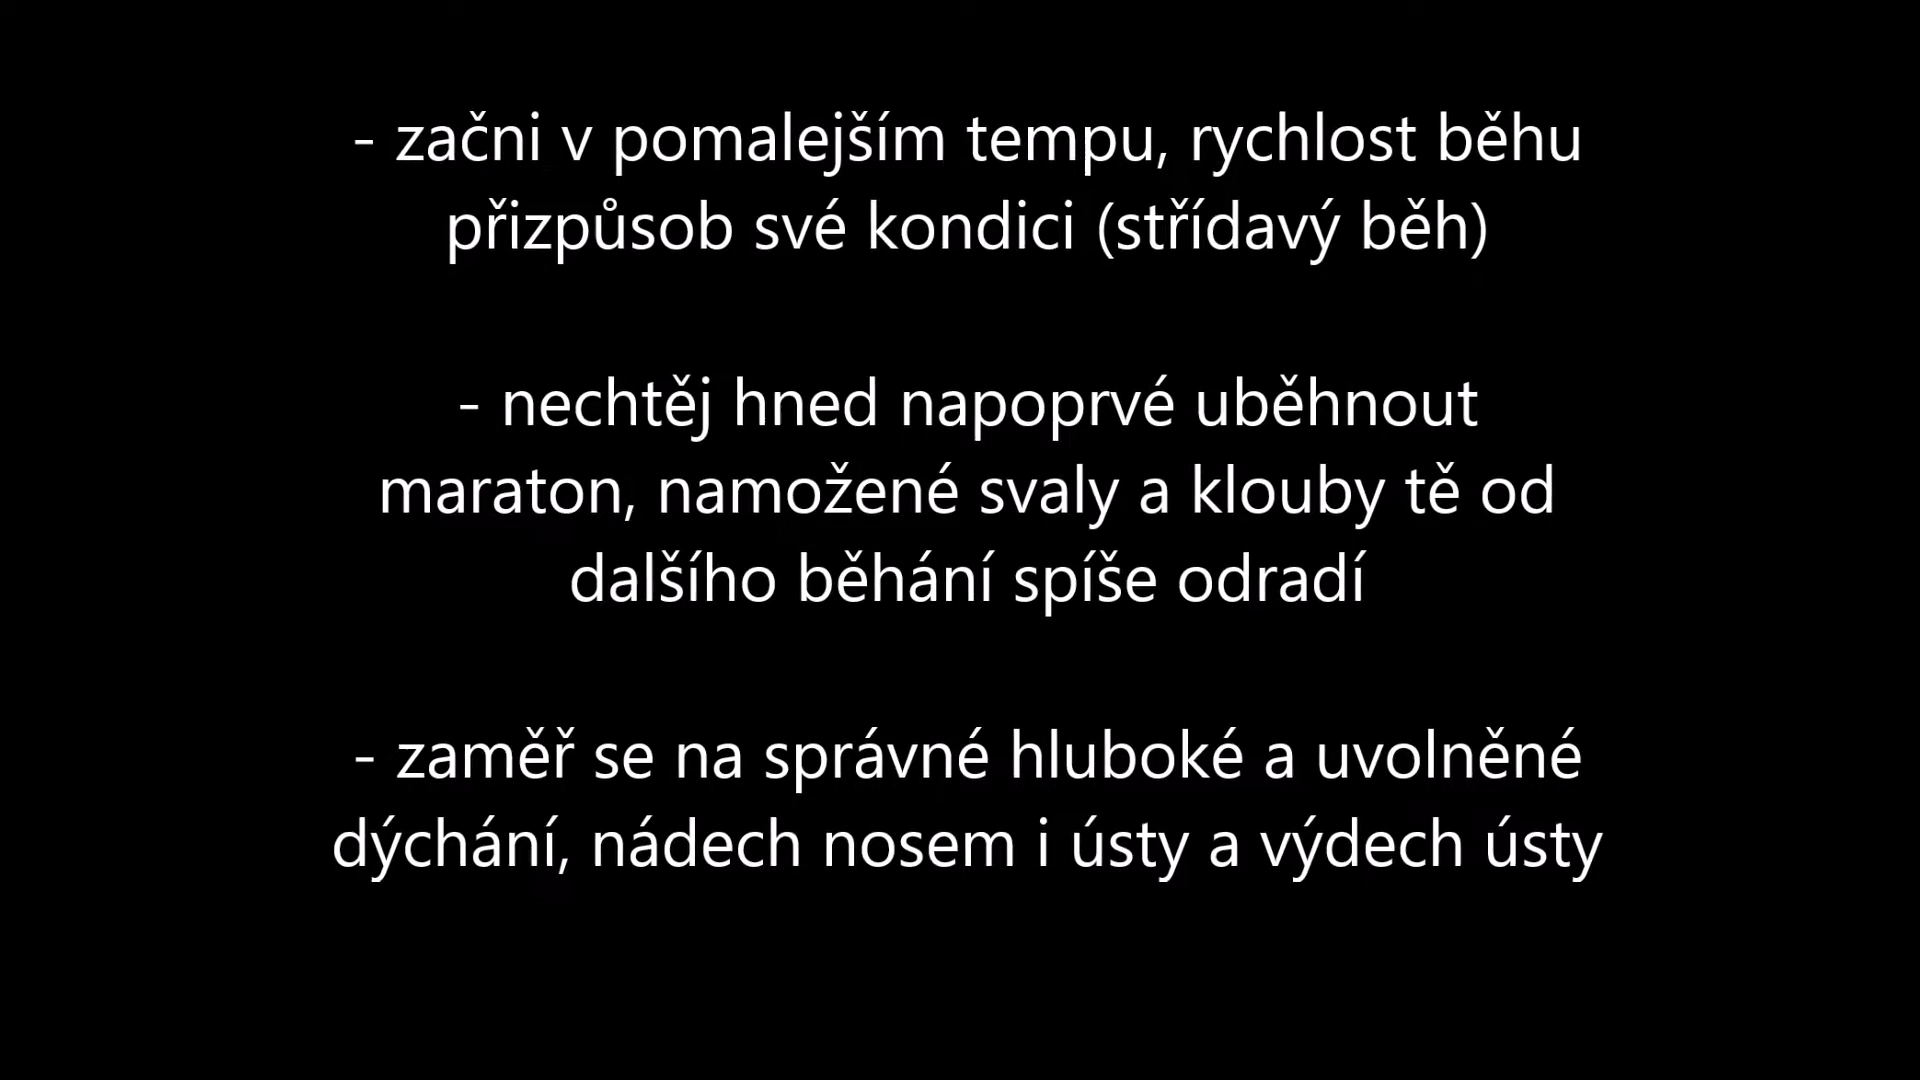 - začni v pomalejším tempu, rychlost běhu
přizpůsob své kondici (střídavý běh)
- nechtěj hned napoprvé uběhnout
maraton, namožené svaly a klouby tě od
dalšího běhání spíše odradí
- zaměř se na správné hluboké a uvolněné
dýchání, nádech nosem i ústy a výdech ústy